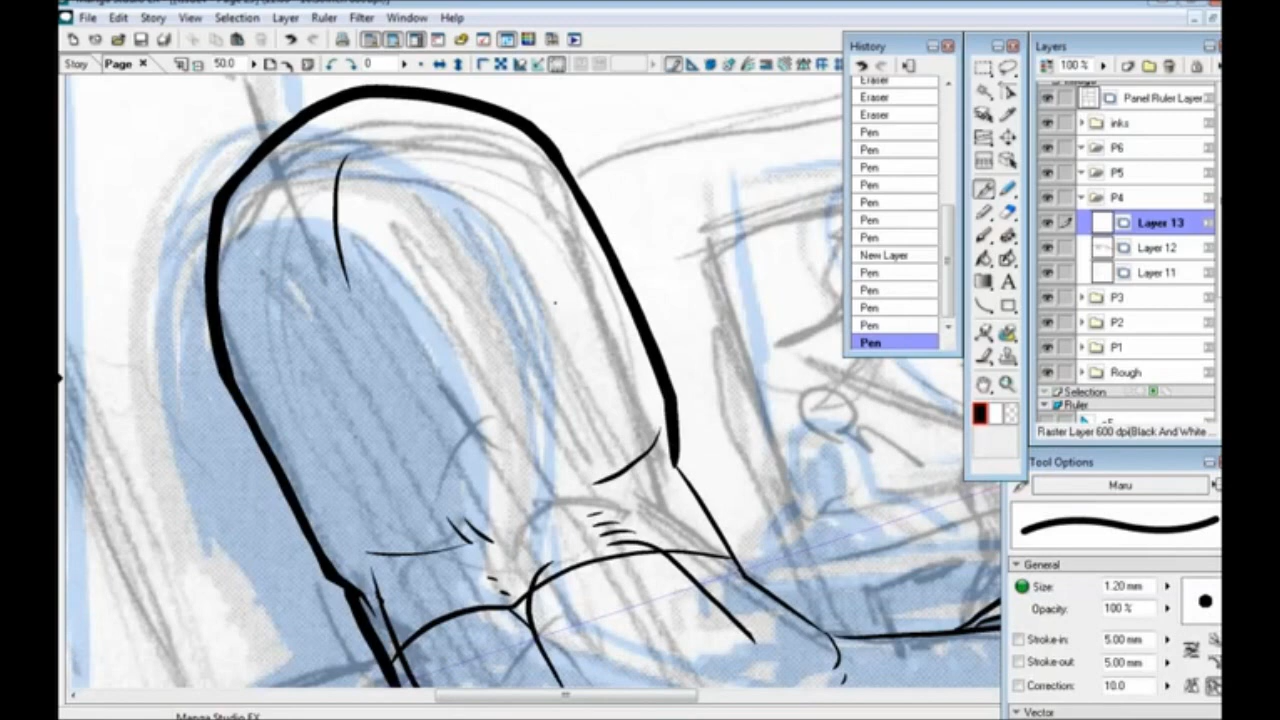 File Edit Story View Selection Layer Ruler Filter Window Help
Story Page 50.0 0
History
Eraser
Eraser
Eraser
Pen
Pen
Pen
Pen
Pen
Pen
Pen
New Layer
Pen
Pen
Pen
Pen
Pen
Layers
100 %
Panel Ruler Layer
inks
P6
P5
P4
Layer 13
Layer 12
Layer 11
P3
P2
P1
Rough
Selection
Ruler
Raster Layer 600 dpi(Black And White ...
Tool Options
Maru
General
Size: 1.20 mm
Opacity: 100 %
Stroke-in: 5.00 mm
Stroke-out: 5.00 mm
Correction: 10.0
Vector
Manga Studio EX